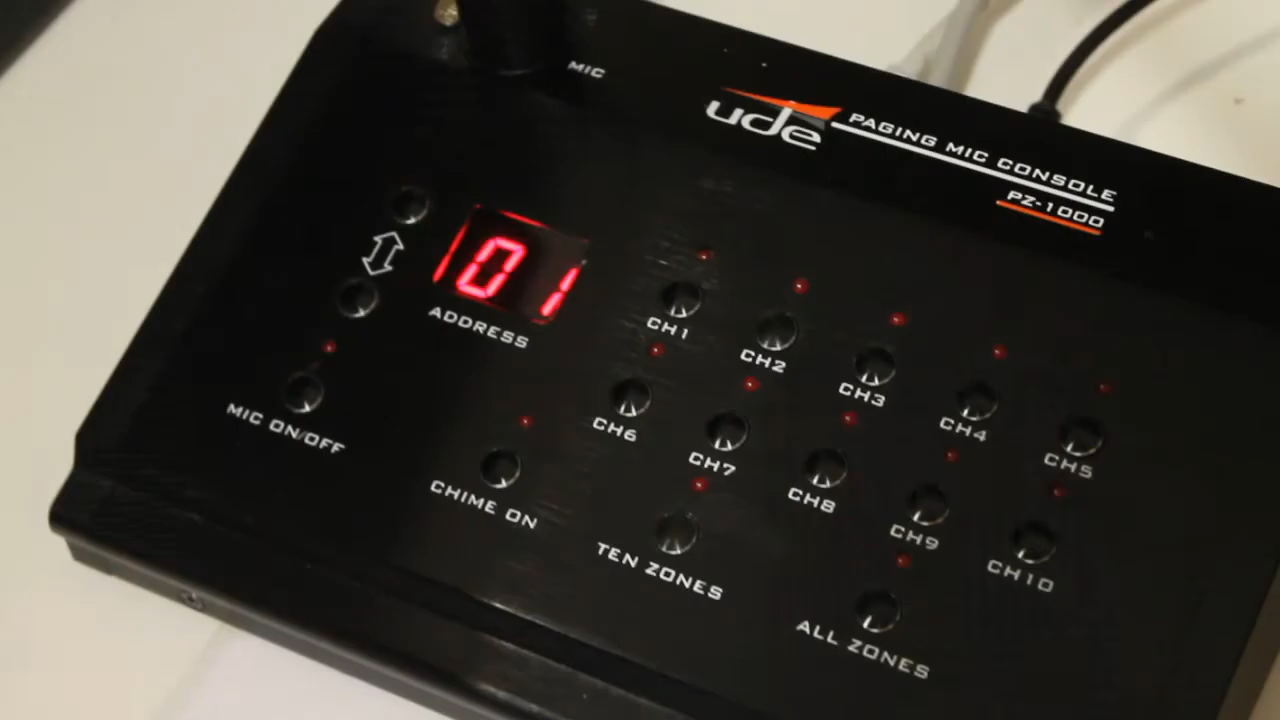 MIC
ude PAGING MIC CONSOLE
PZ-1000
01
ADDRESS
MIC ON/OFF
CH1
CH2
CH3
CH4
CH5
CH6
CH7
CH8
CH9
CH10
CHIME ON
TEN ZONES
ALL ZONES